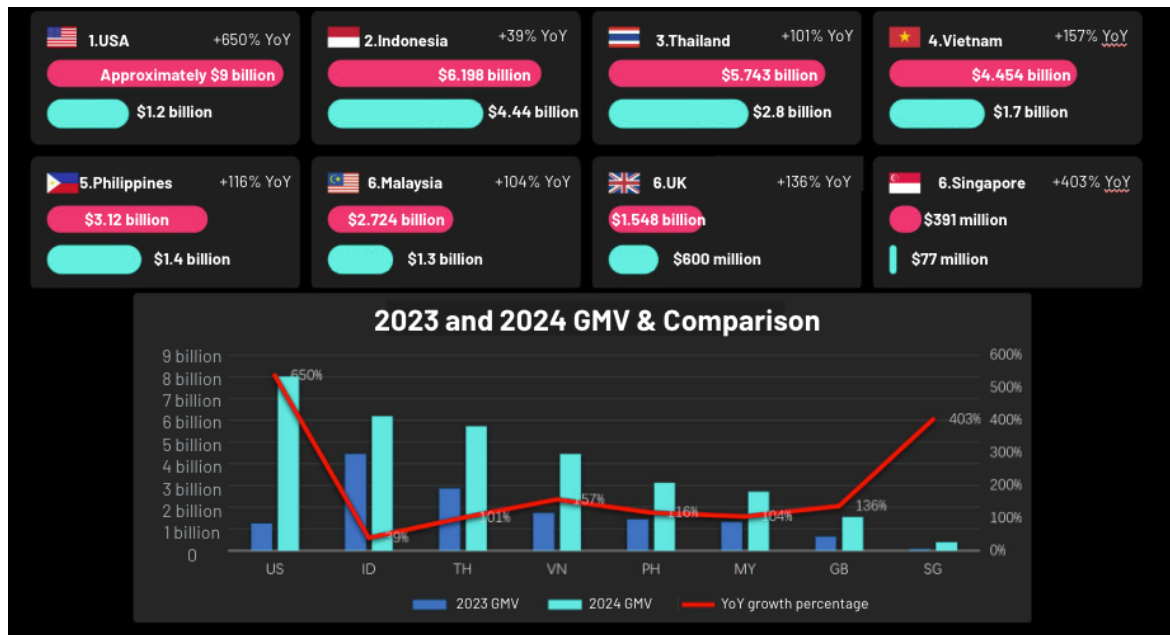 1.USA +650% YoY
Approximately $9 billion
$1.2 billion
2.Indonesia +39% YoY
$6.198 billion
$4.44 billion
3.Thailand +101% YoY
$5.743 billion
$2.8 billion
4.Vietnam +157% YoY
$4.454 billion
$1.7 billion
5.Philippines +116% YoY
$3.12 billion
$1.4 billion
6.Malaysia +104% YoY
$2.724 billion
$1.3 billion
6.UK +136% YoY
$1.548 billion
$600 million
6.Singapore +403% YoY
$391 million
$77 million
2023 and 2024 GMV & Comparison
9 billion
8 billion
7 billion
6 billion
5 billion
4 billion
3 billion
2 billion
1 billion
0
600%
500%
400%
300%
200%
100%
0%
650%
39%
101%
157%
116%
104%
136%
403%
US ID TH VN PH MY GB SG
2023 GMV 2024 GMV YoY growth percentage